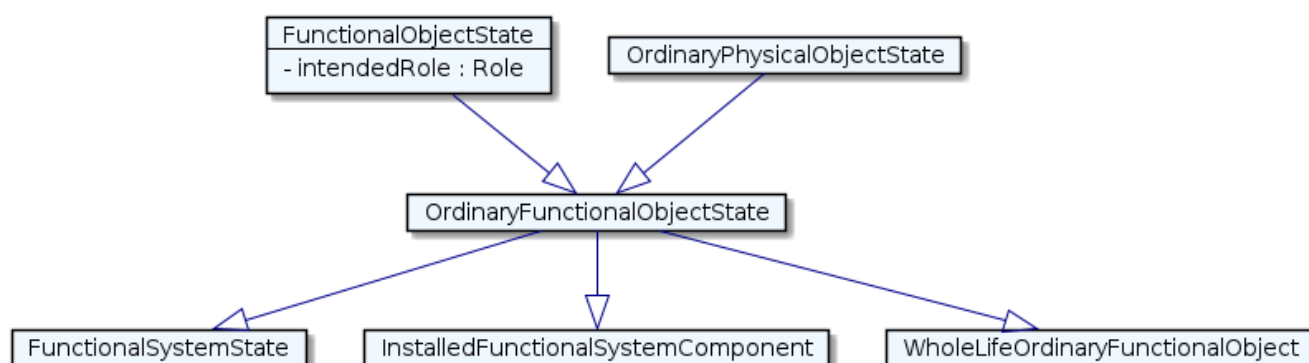 FunctionalObjectState
- intendedRole : Role
OrdinaryPhysicalObjectState
OrdinaryFunctionalObjectState
FunctionalSystemState
InstalledFunctionalSystemComponent
WholeLifeOrdinaryFunctionalObject